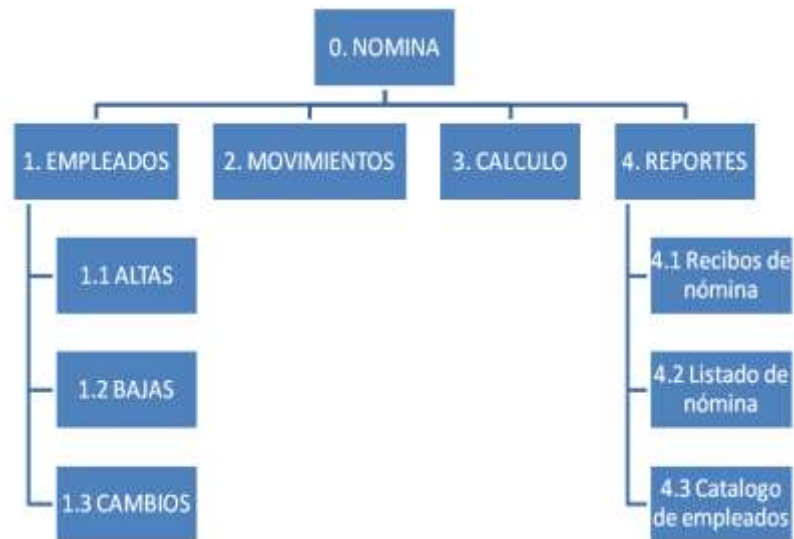 0. NOMINA
1. EMPLEADOS
2. MOVIMIENTOS
3. CALCULO
4. REPORTES
1.1 ALTAS
1.2 BAJAS
1.3 CAMBIOS
4.1 Recibos de
nómina
4.2 Listado de
nómina
4.3 Catalogo
de empleados